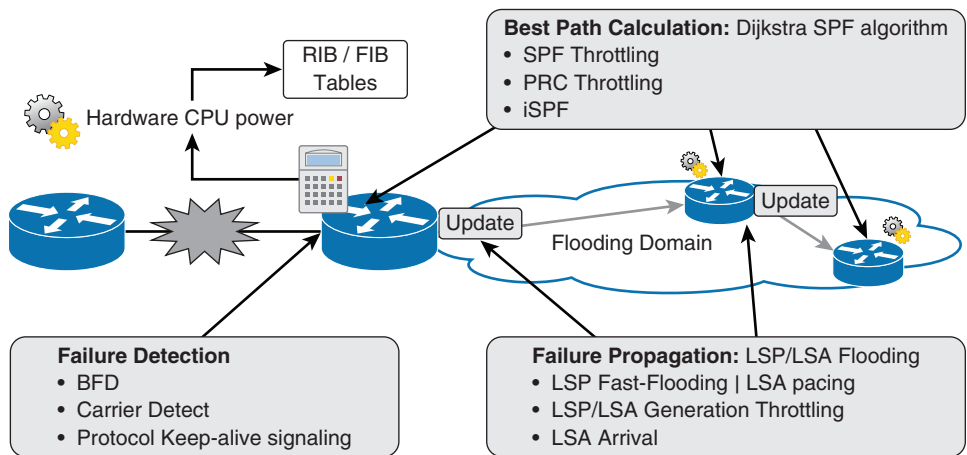 Best Path Calculation: Dijkstra SPF algorithm
• SPF Throttling
• PRC Throttling
• iSPF
RIB / FIB
Tables
Hardware CPU power
Update
Update
Flooding Domain
Failure Detection
• BFD
• Carrier Detect
• Protocol Keep-alive signaling
Failure Propagation: LSP/LSA Flooding
• LSP Fast-Flooding | LSA pacing
• LSP/LSA Generation Throttling
• LSA Arrival